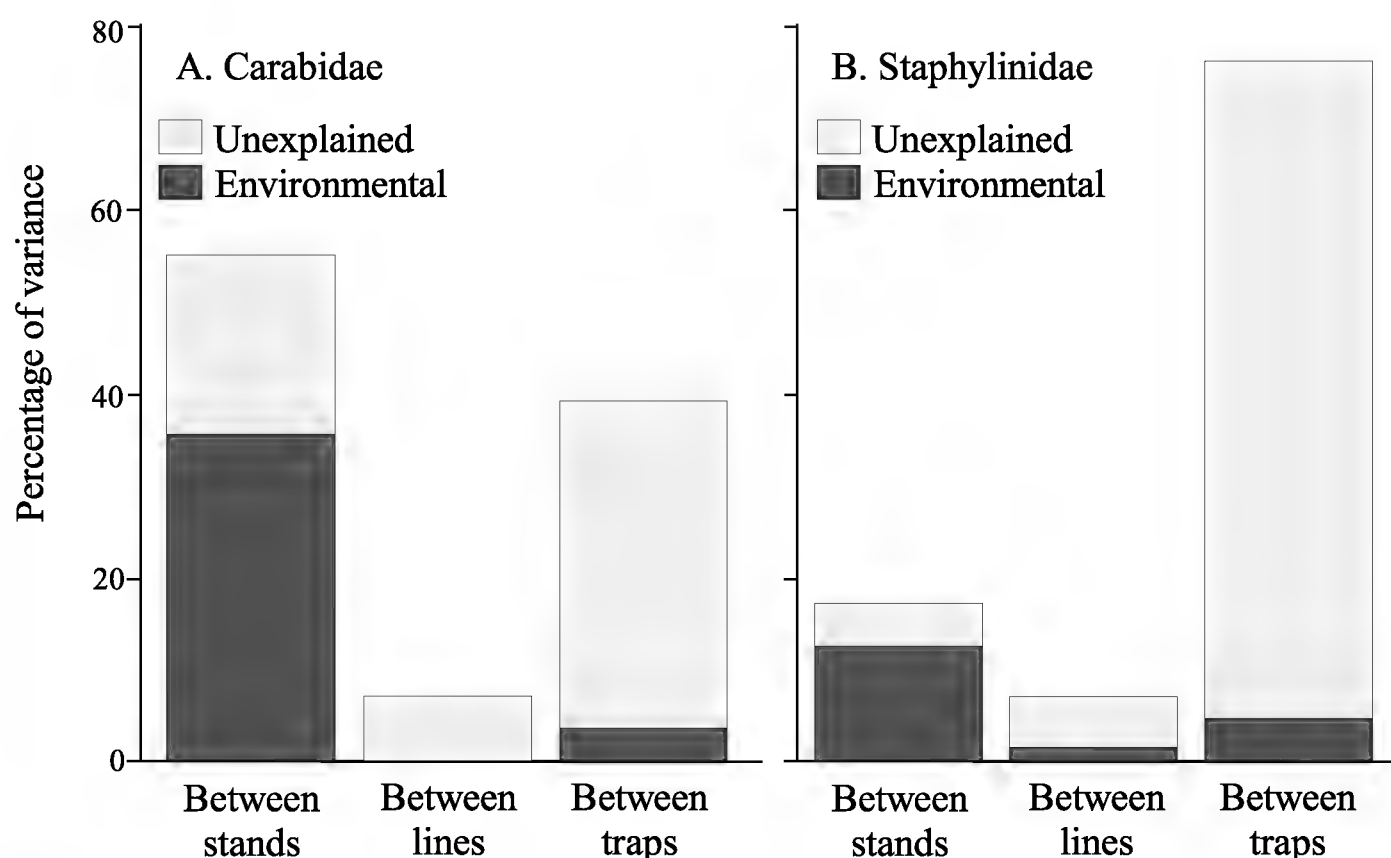 Percentage of variance
80
60
40
20
0
A. Carabidae
Unexplained
Environmental
Between stands
Between lines
Between traps
B. Staphylinidae
Unexplained
Environmental
Between stands
Between lines
Between traps